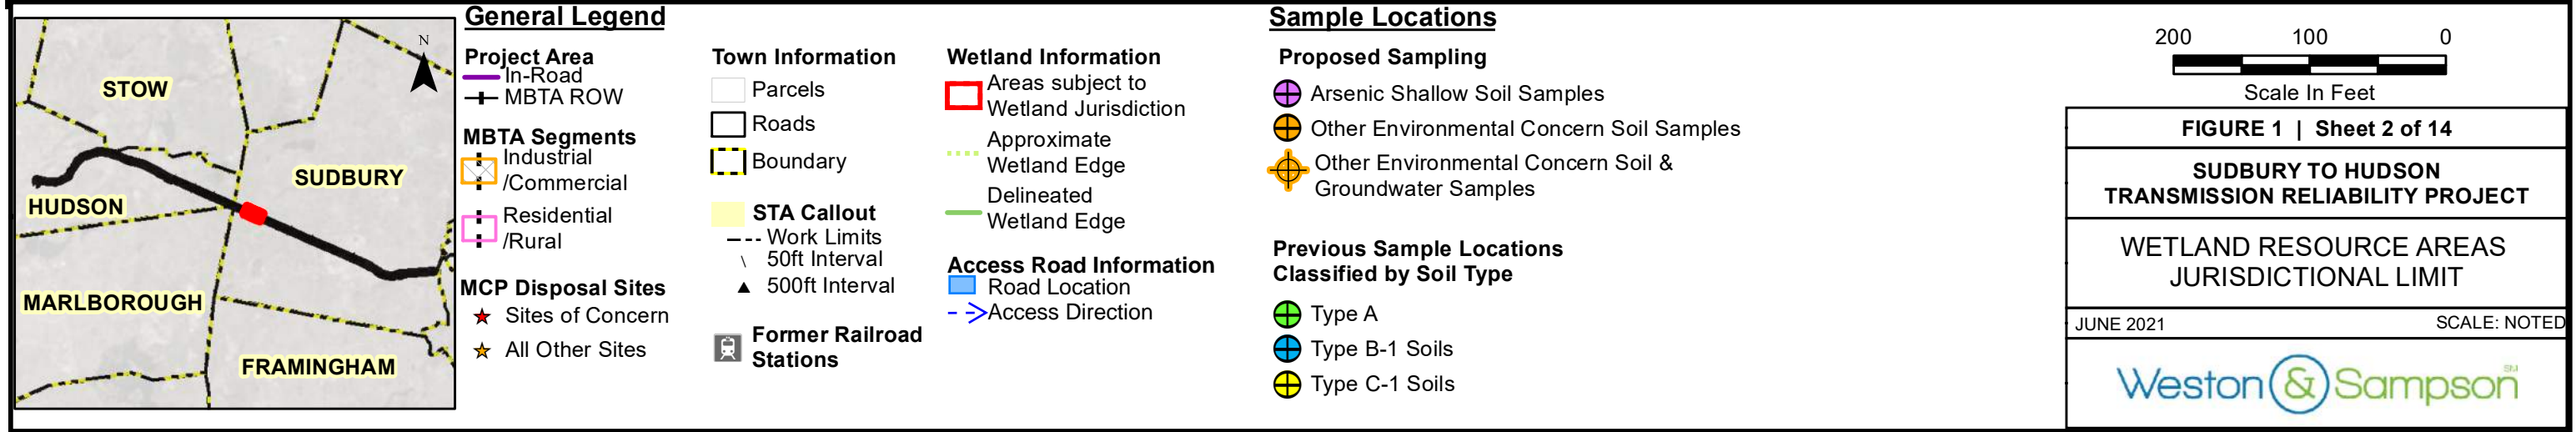 N
STOW
SUDBURY
HUDSON
MARLBOROUGH
FRAMINGHAM
General Legend
Project Area
In-Road
MBTA ROW
MBTA Segments
Industrial
/Commercial
Residential
/Rural
MCP Disposal Sites
Sites of Concern
All Other Sites
Town Information
Parcels
Roads
Boundary
STA Callout
Work Limits
50ft Interval
500ft Interval
Former Railroad
Stations
Wetland Information
Areas subject to
Wetland Jurisdiction
Approximate
Wetland Edge
Delineated
Wetland Edge
Access Road Information
Road Location
Access Direction
Sample Locations
Proposed Sampling
Arsenic Shallow Soil Samples
Other Environmental Concern Soil Samples
Other Environmental Concern Soil &
Groundwater Samples
Previous Sample Locations
Classified by Soil Type
Type A
Type B-1 Soils
Type C-1 Soils
200 100 0
Scale In Feet
FIGURE 1 | Sheet 2 of 14
SUDBURY TO HUDSON
TRANSMISSION RELIABILITY PROJECT
WETLAND RESOURCE AREAS
JURISDICTIONAL LIMIT
JUNE 2021 SCALE: NOTED
Weston & Sampson SM